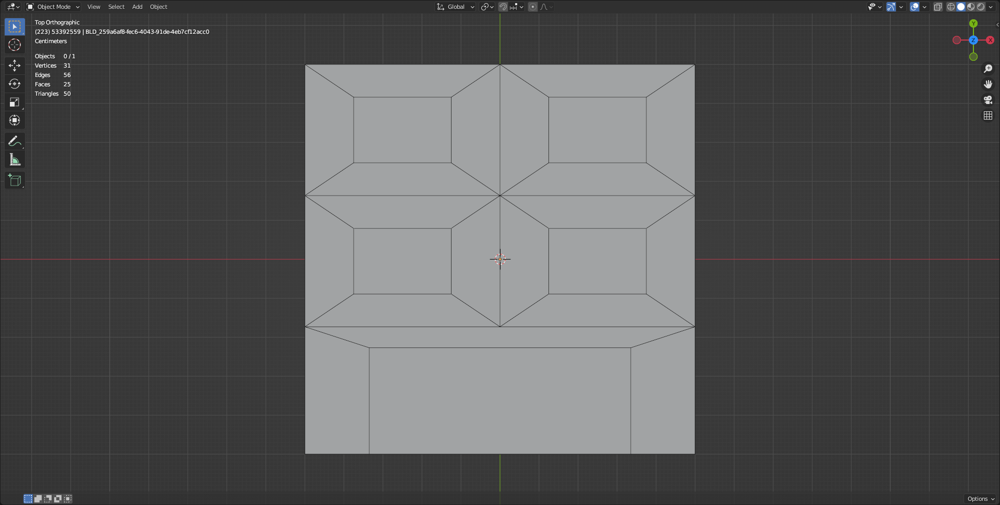 Object Mode View Select Add Object Global
Top Orthographic
(223) 53392559 | BLD_259a6af8-fec6-4043-91de-4eb7cf12acc0
Centimeters
Objects 0 / 1
Vertices 31
Edges 56
Faces 25
Triangles 50
Y
Z X
Options